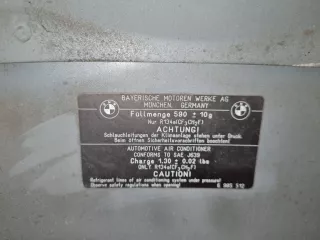 BAYERISCHE MOTOREN WERKE AG
MÜNCHEN, GERMANY
Füllmenge 590 ± 10g
Nur R134a(CF3CH2F)
ACHTUNG!
Schlauchleitungen der Klimaanlage stehen unter Druck.
Beim öffnen Sicherheitsvorschriften beachten!
AUTOMOTIVE AIR CONDITIONER
CONFORMS TO SAE J639
Charge 1.30 ± 0.02 lbs
ONLY R134a(CF3CH2F)
CAUTION!
Refrigerant lines of air conditioning system under pressure!
Observe safety regulations when opening!